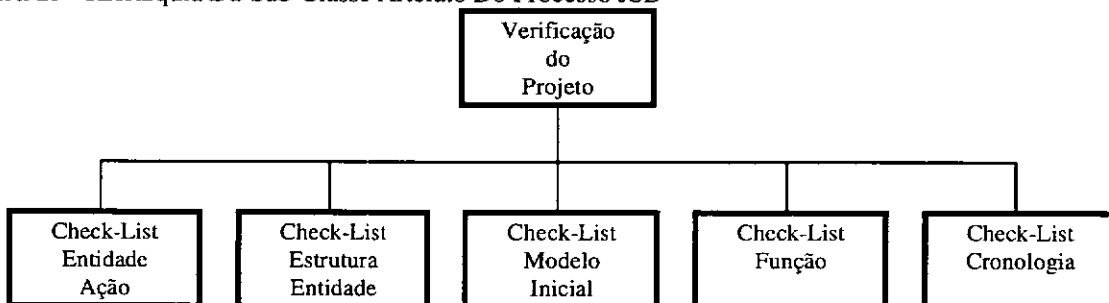 Verificação
do
Projeto
Check-List
Entidade
Ação
Check-List
Estrutura
Entidade
Check-List
Modelo
Inicial
Check-List
Função
Check-List
Cronologia